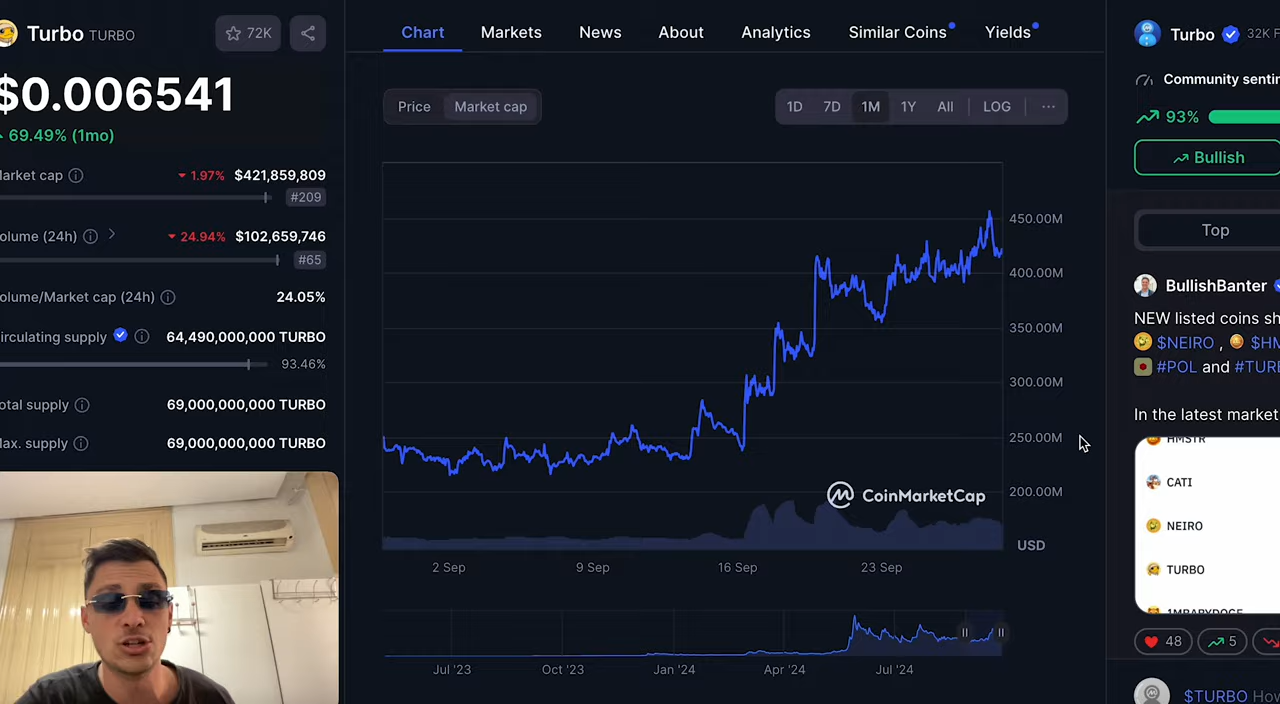 Turbo TURBO
72K
$0.006541
69.49% (1mo)
arket cap 1.97% $421,859,809
#209
olume (24h) 24.94% $102,659,746
#65
olume/Market cap (24h) 24.05%
irculating supply 64,490,000,000 TURBO
93.46%
otal supply 69,000,000,000 TURBO
ax. supply 69,000,000,000 TURBO
Chart Markets News About Analytics Similar Coins Yields
Price Market cap
1D 7D 1M 1Y All LOG ...
450.00M
400.00M
350.00M
300.00M
250.00M
200.00M
CoinMarketCap
USD
2 Sep 9 Sep 16 Sep 23 Sep
Jul '23 Oct '23 Jan '24 Apr '24 Jul '24
Turbo 32K F
Community sentin
93%
Bullish
Top
BullishBanter
NEW listed coins sh
$NEIRO , $HM
#POL and #TURB
In the latest market
HMSTR
CATI
NEIRO
TURBO
1MBABYDOGE
48 5
$TURBO How